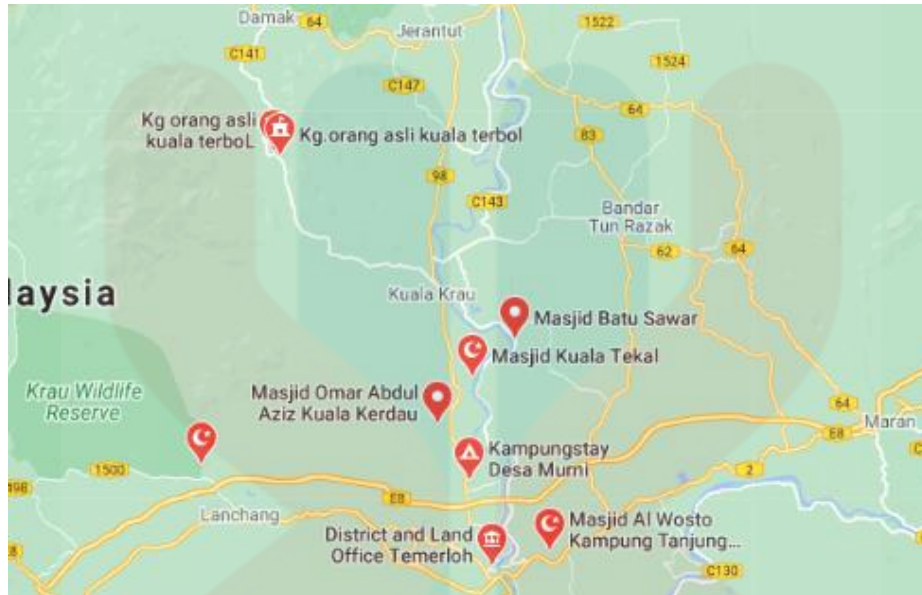 Damak
64
Jerantut
1522
C141
1524
C147
Kg orang asli
kuala terboL
Kg.orang asli kuala terbol
64
83
98
C143
Bandar
Tun Razak
64
62
laysia
Kuala Krau
Masjid Batu Sawar
Masjid Kuala Tekal
Krau Wildlife
Reserve
Masjid Omar Abdul
Aziz Kuala Kerdau
64
Maran
E8
Kampungstay
Desa Murni
1500
2
498
E8
Lanchang
District and Land
Office Temerloh
Masjid Al Wosto
Kampung Tanjung...
C130